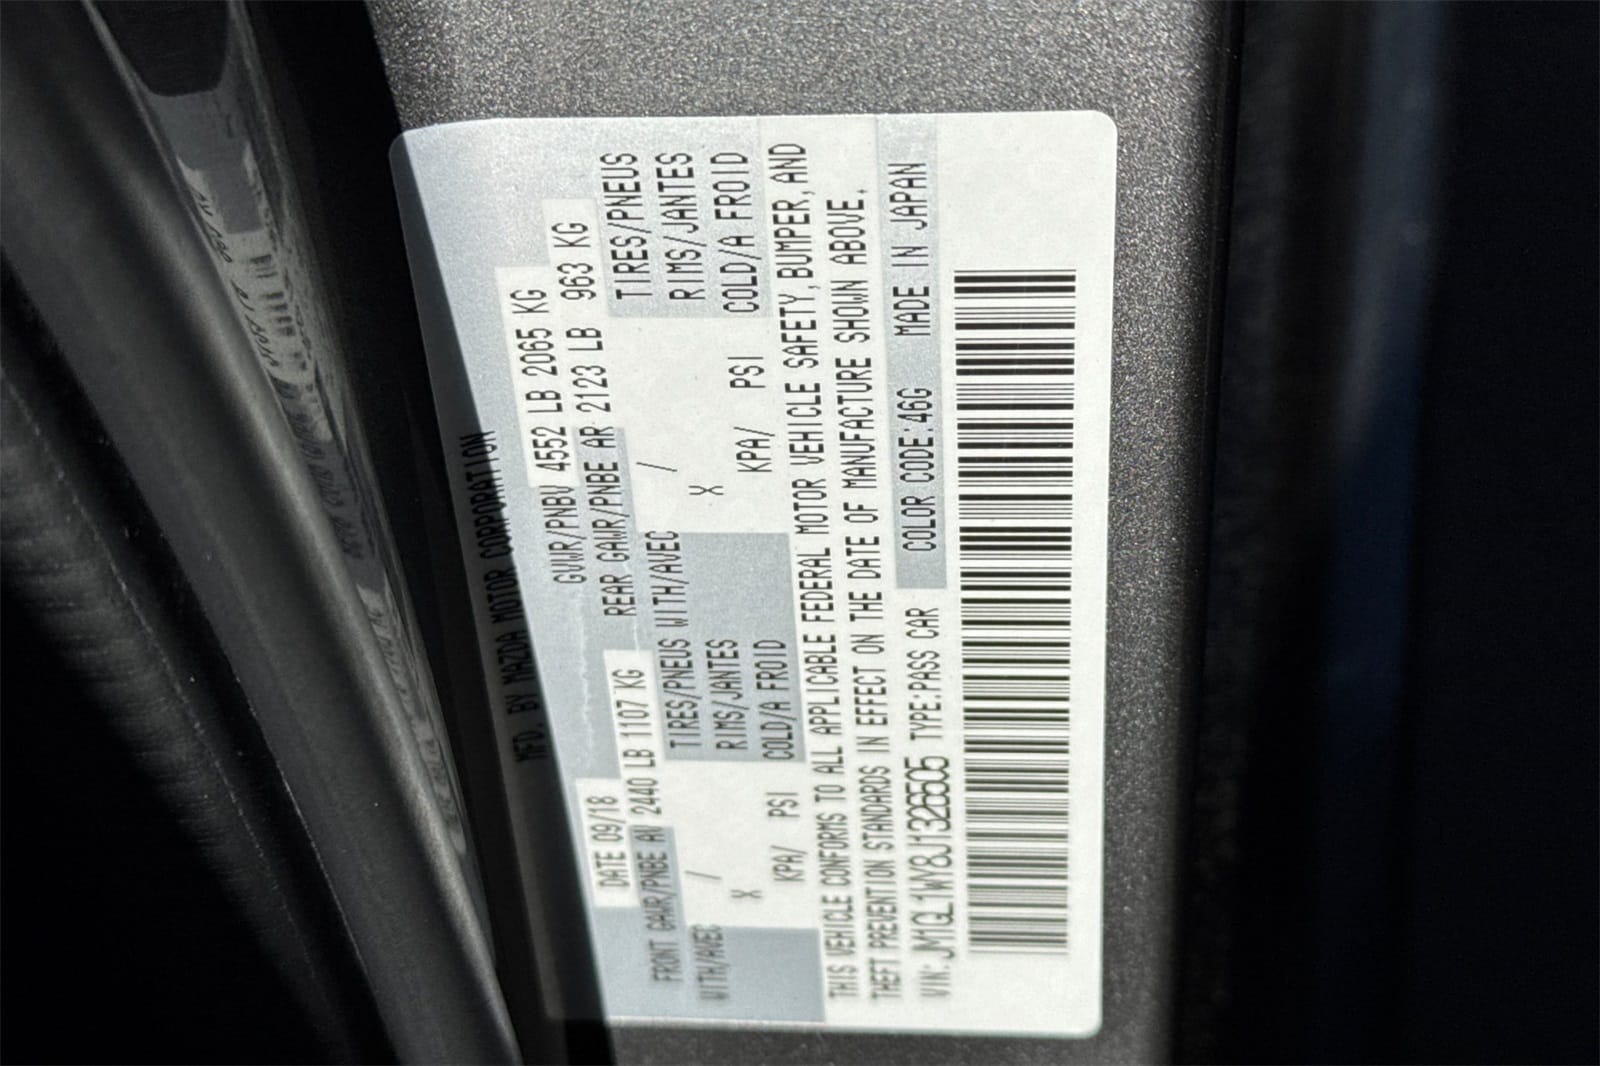 MFD. BY MAZDA MOTOR CORPORATION
DATE 09/18 GVWR/PNBV 4552 LB 2065 KG
FRONT GAWR/PNBE AV 2440 LB 1107 KG REAR GAWR/PNBE AR 2123 LB 963 KG
WITH/AVEC / TIRES/PNEUS WITH/AVEC / TIRES/PNEUS
X RIMS/JANTES X RIMS/JANTES
KPA/ PSI COLD/A FROID KPA/ PSI COLD/A FROID
THIS VEHICLE CONFORMS TO ALL APPLICABLE FEDERAL MOTOR VEHICLE SAFETY, BUMPER, AND
THEFT PREVENTION STANDARDS IN EFFECT ON THE DATE OF MANUFACTURE SHOWN ABOVE.
VIN: JM1GL1WY8J1326505 TYPE:PASS CAR COLOR CODE:46G MADE IN JAPAN